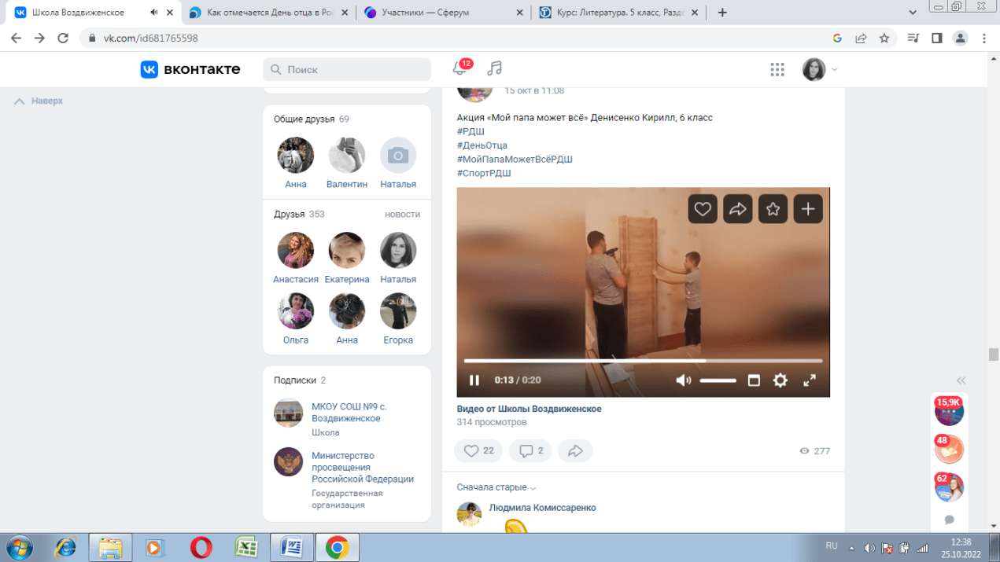 Школа Воздвиженское
Как отмечается День отца в Рос
Участники — Сферум
Курс: Литература. 5 класс, Разде
vk.com/id681765598
вконтакте
Поиск
12
Наверх
Общие друзья 69
Анна
Валентин
Наталья
Друзья 353
новости
Анастасия
Екатерина
Наталья
Ольга
Анна
Егорка
Подписки 2
МКОУ СОШ №9 с.
Воздвиженское
Школа
Министерство
просвещения
Российской Федерации
Государственная
организация
15 окт в 11:08
Акция «Мой папа может всё» Денисенко Кирилл, 6 класс
#РДШ
#ДеньОтца
#МойПапаМожетВсёРДШ
#СпортРДШ
0:13 / 0:20
Видео от Школы Воздвиженское
314 просмотров
22
2
277
Сначала старые
Людмила Комиссаренко
15,9K
48
62
RU
12:38
25.10.2022